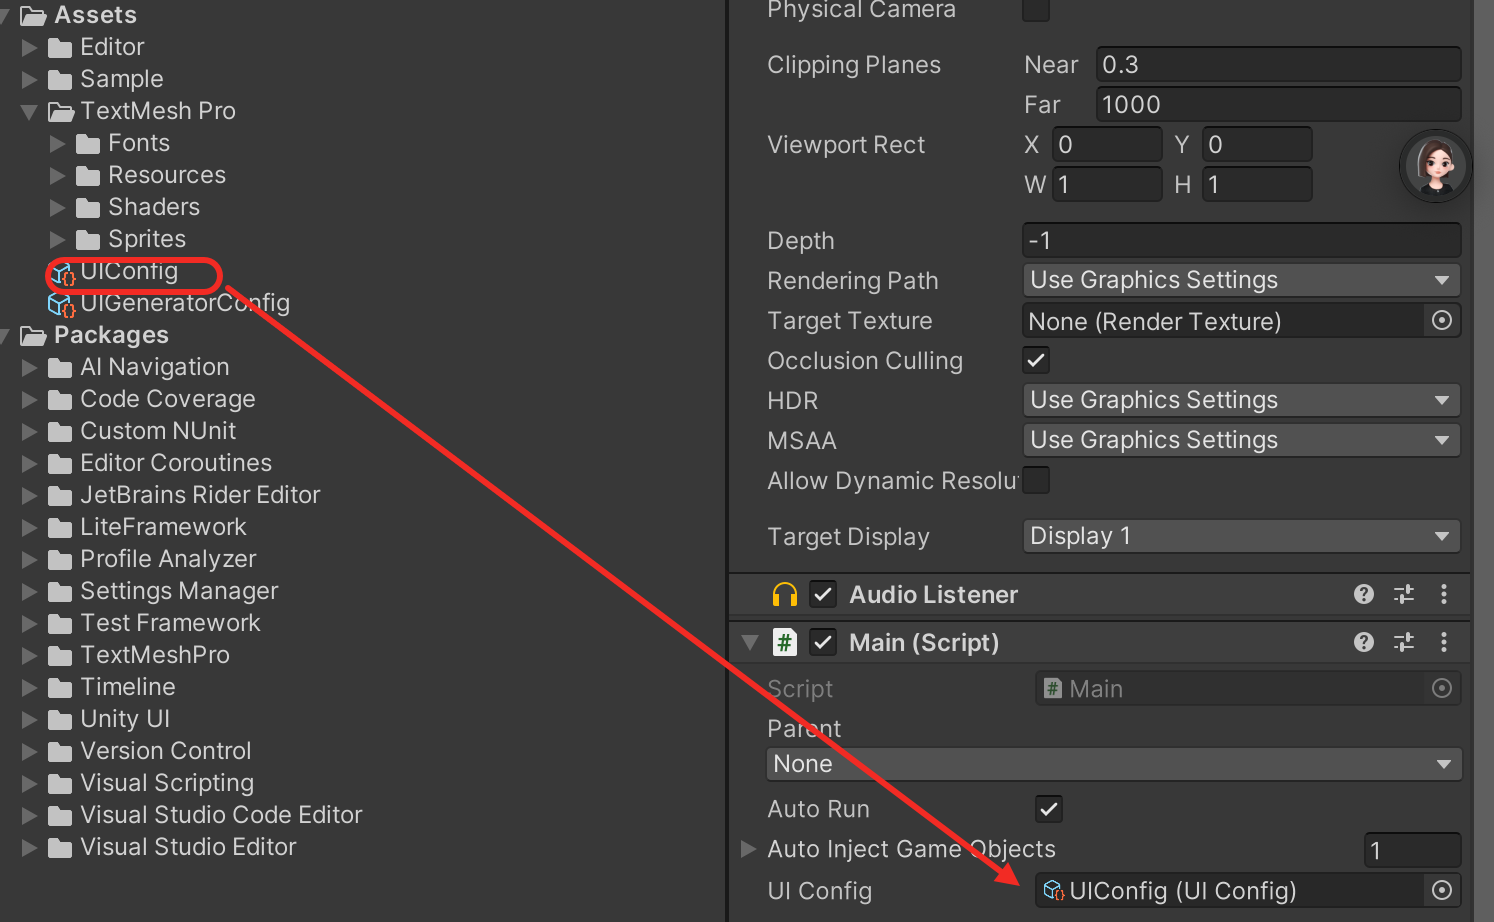 Assets
Editor
Sample
TextMesh Pro
Fonts
Resources
Shaders
Sprites
UIConfig
UIGeneratorConfig
Packages
AI Navigation
Code Coverage
Custom NUnit
Editor Coroutines
JetBrains Rider Editor
LiteFramework
Profile Analyzer
Settings Manager
Test Framework
TextMeshPro
Timeline
Unity UI
Version Control
Visual Scripting
Visual Studio Code Editor
Visual Studio Editor
Physical Camera
Clipping Planes Near 0.3
Far 1000
Viewport Rect X 0 Y 0
W 1 H 1
Depth -1
Rendering Path Use Graphics Settings
Target Texture None (Render Texture)
Occlusion Culling
HDR Use Graphics Settings
MSAA Use Graphics Settings
Allow Dynamic Resolu
Target Display Display 1
Audio Listener
# Main (Script)
Script # Main
Parent
None
Auto Run
Auto Inject Game Objects 1
UI Config UIConfig (UI Config)